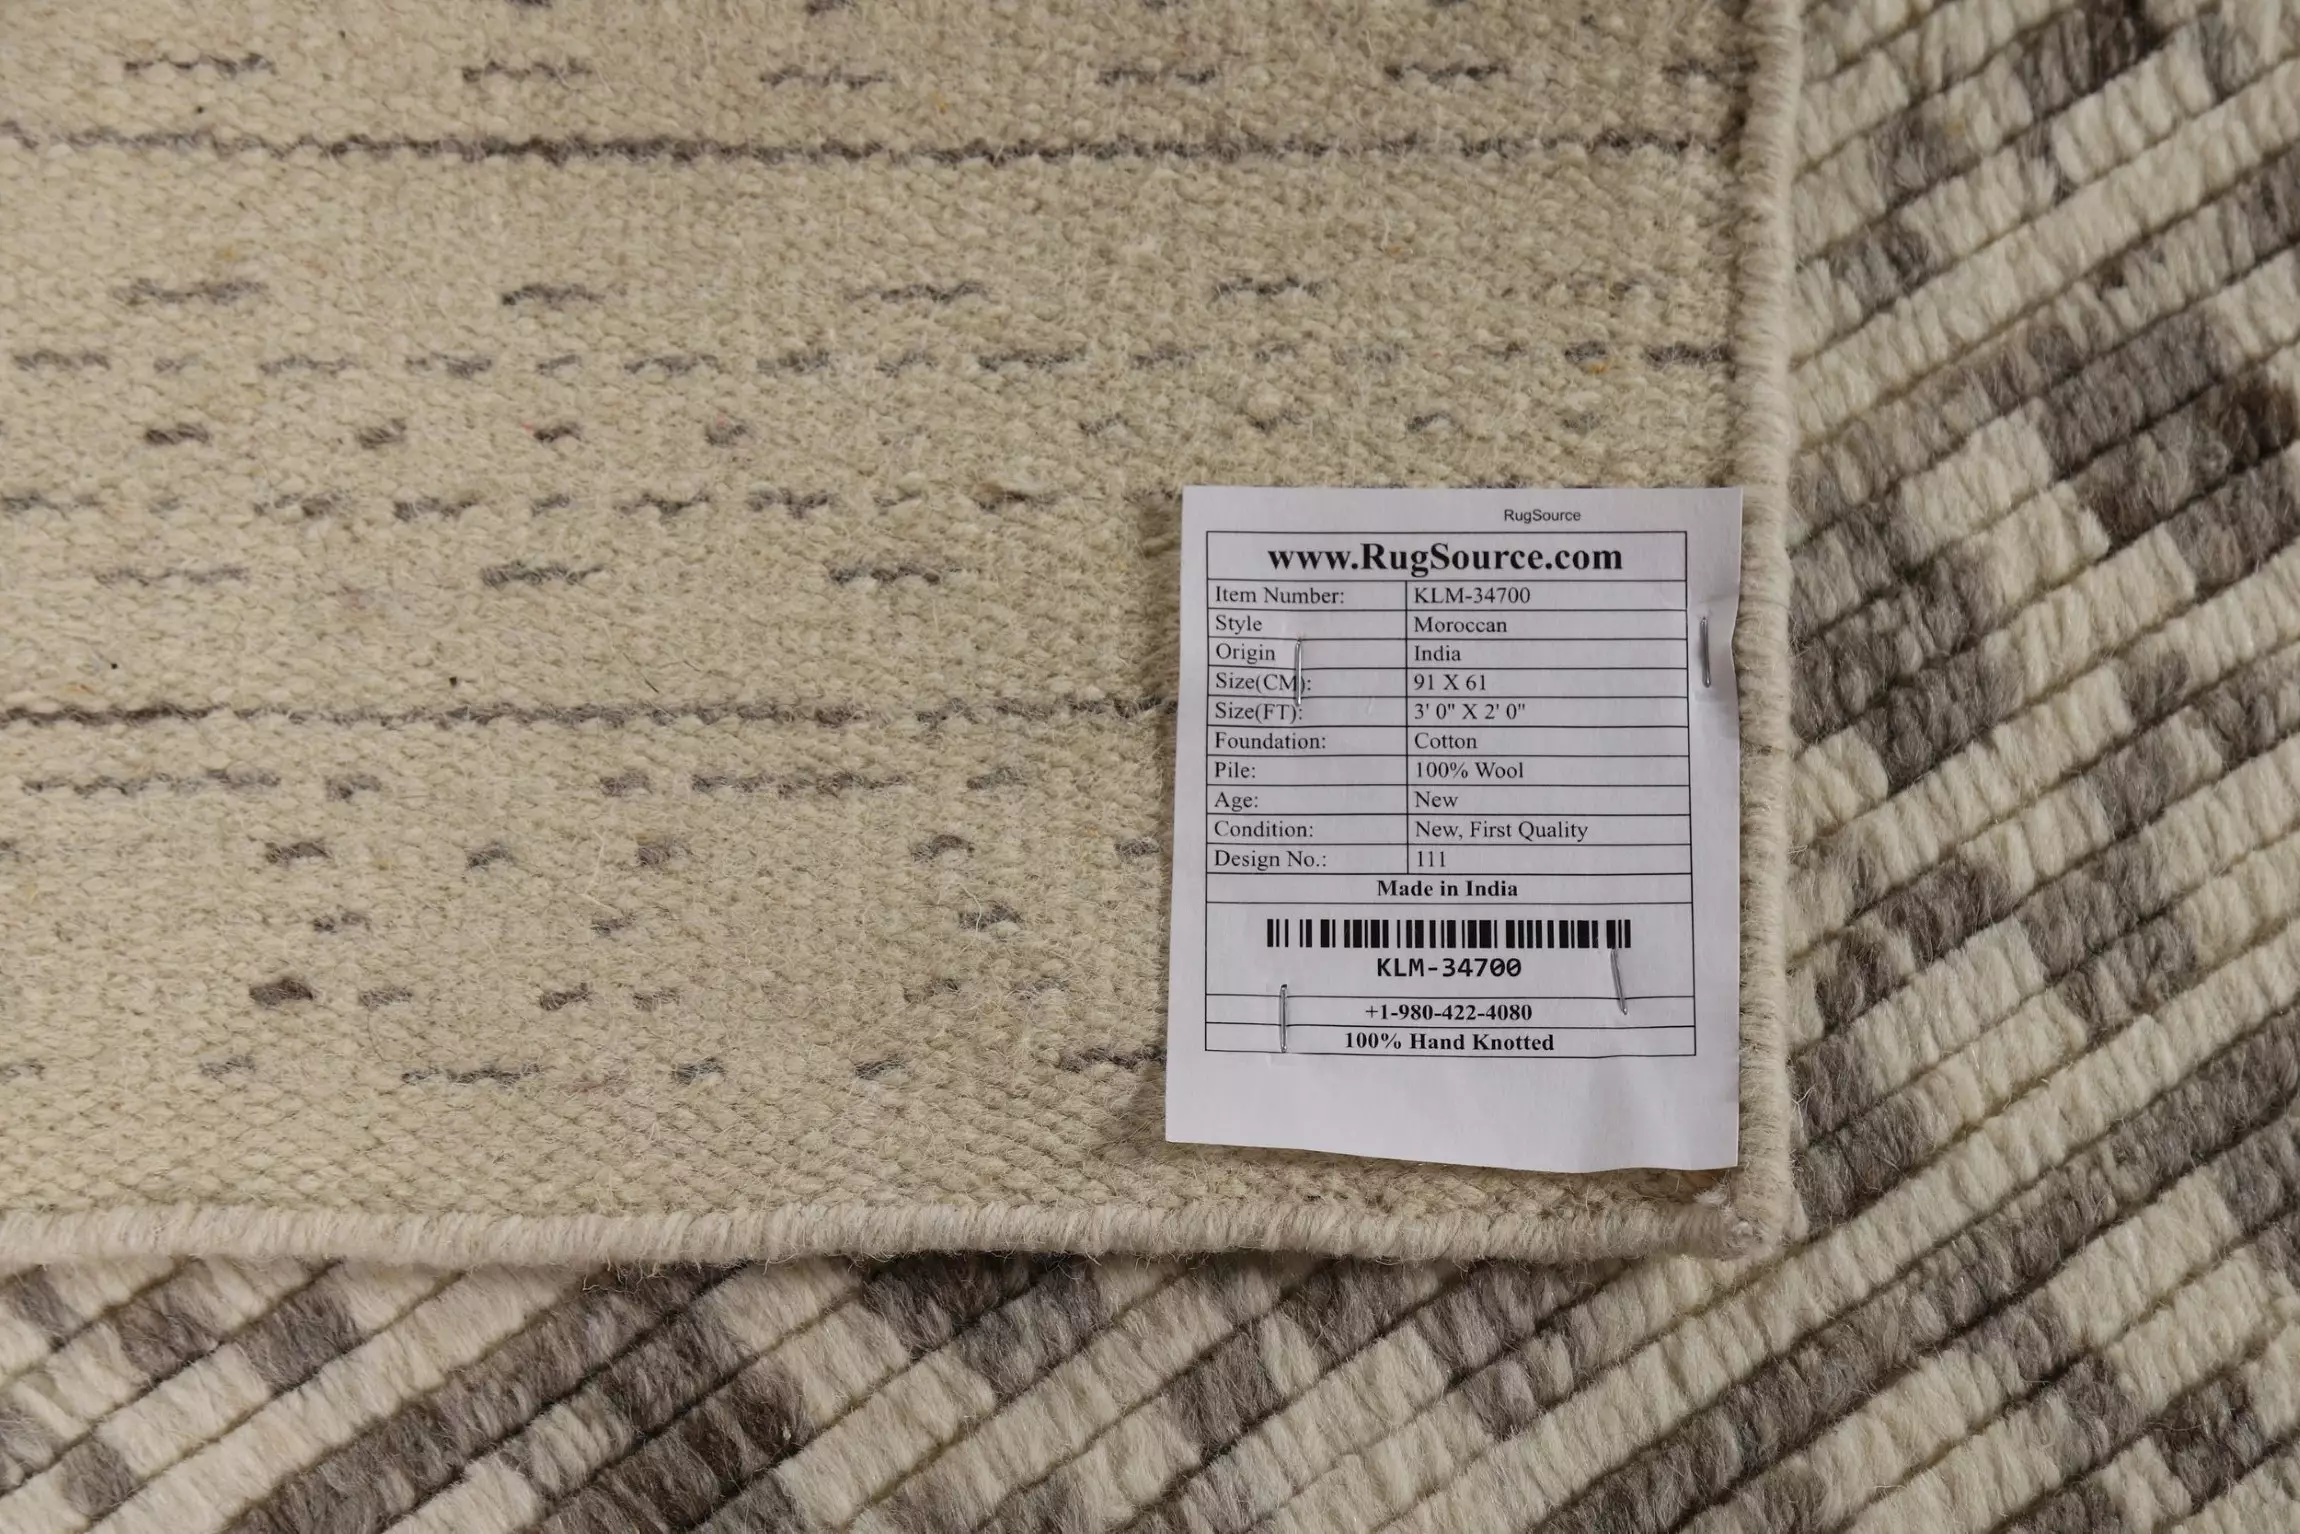 RugSource
www.RugSource.com
Item Number: KLM-34700
Style Moroccan
Origin India
Size(CM): 91 X 61
Size(FT): 3' 0" X 2' 0"
Foundation: Cotton
Pile: 100% Wool
Age: New
Condition: New, First Quality
Design No.: 111
Made in India
KLM-34700
+1-980-422-4080
100% Hand Knotted